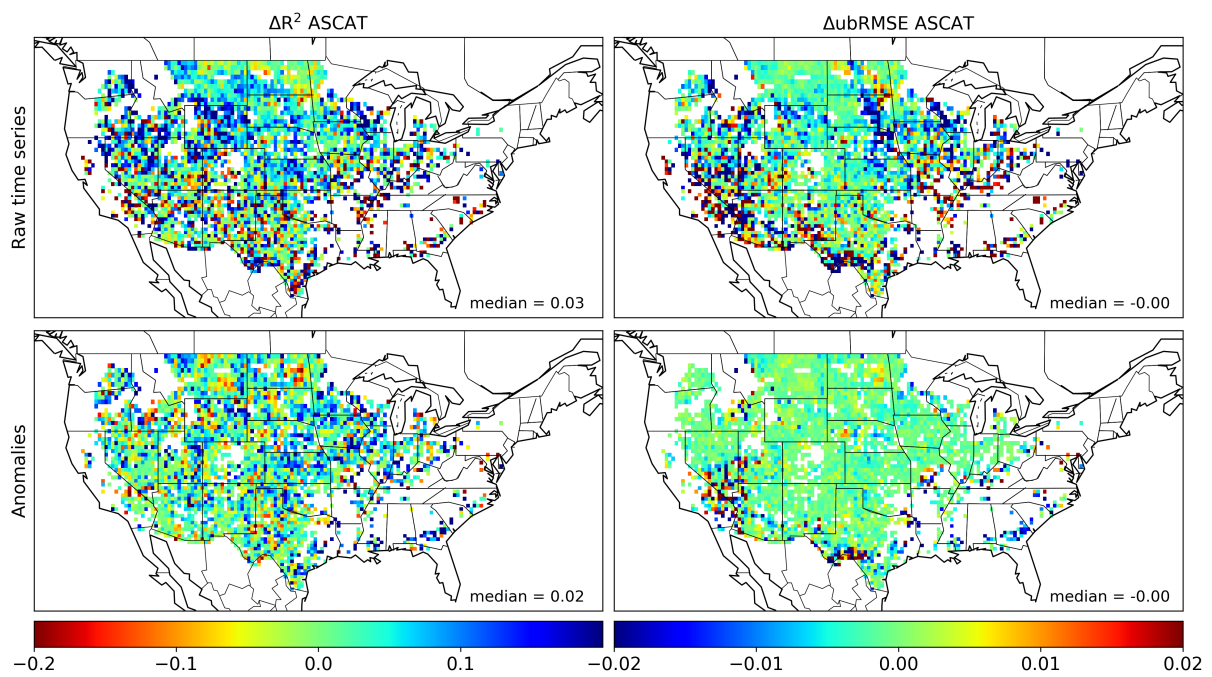 ΔR² ASCAT
ΔubRMSE ASCAT
Raw time series
median = 0.03
median = -0.00
Anomalies
median = 0.02
median = -0.00
−0.2 −0.1 0.0 0.1
−0.02 −0.01 0.00 0.01 0.02